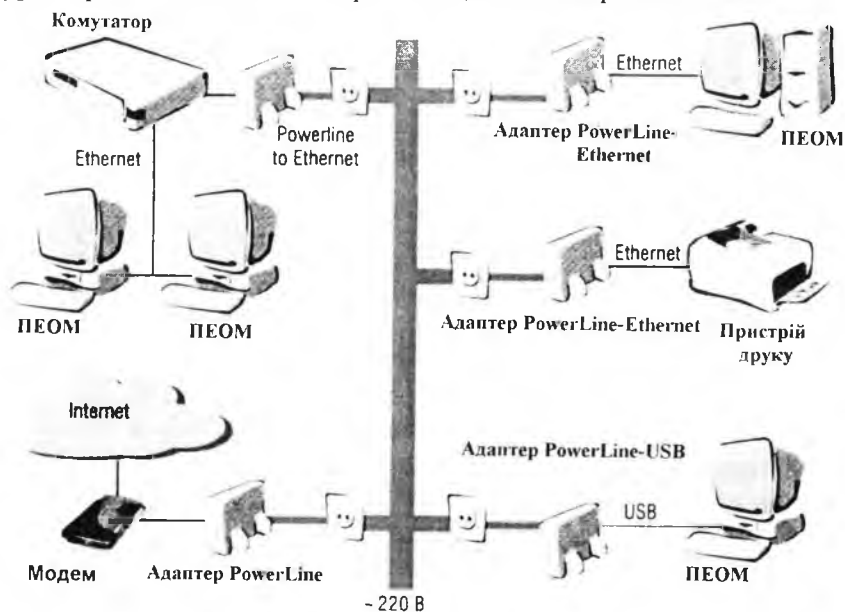 Комутатор
Ethernet
Powerline
to Ethernet
Ethernet
Адаптер PowerLine-
Ethernet
ПЕОМ
ПЕОМ
ПЕОМ
Ethernet
Адаптер PowerLine-Ethernet
Пристрій
друку
Internet
Модем
Адаптер PowerLine
Адаптер PowerLine-USB
USB
ПЕОМ
~ 220 В